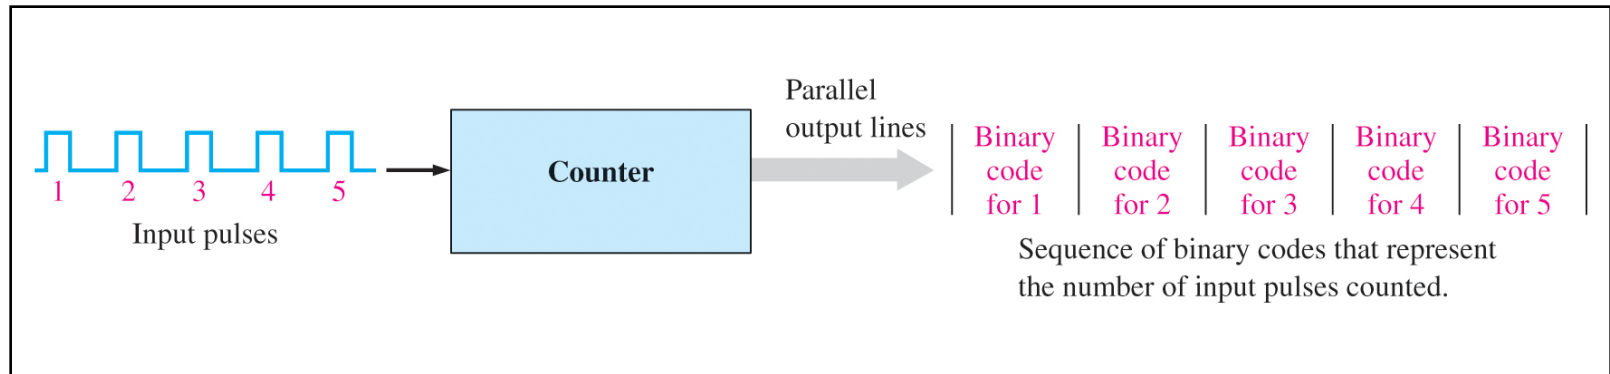 1 2 3 4 5
Input pulses
Counter
Parallel
output lines
Binary
code
for 1
Binary
code
for 2
Binary
code
for 3
Binary
code
for 4
Binary
code
for 5
Sequence of binary codes that represent
the number of input pulses counted.